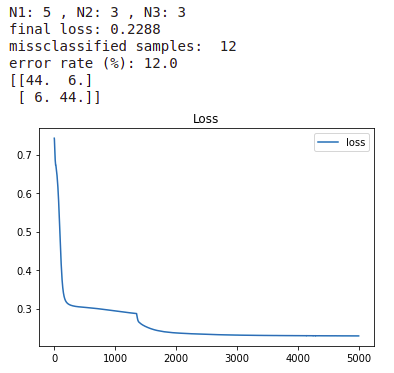 N1: 5 , N2: 3 , N3: 3
final loss: 0.2288
missclassified samples:  12
error rate (%): 12.0
[[44.  6.]
 [ 6. 44.]]
Loss
loss
0.7
0.6
0.5
0.4
0.3
0 1000 2000 3000 4000 5000